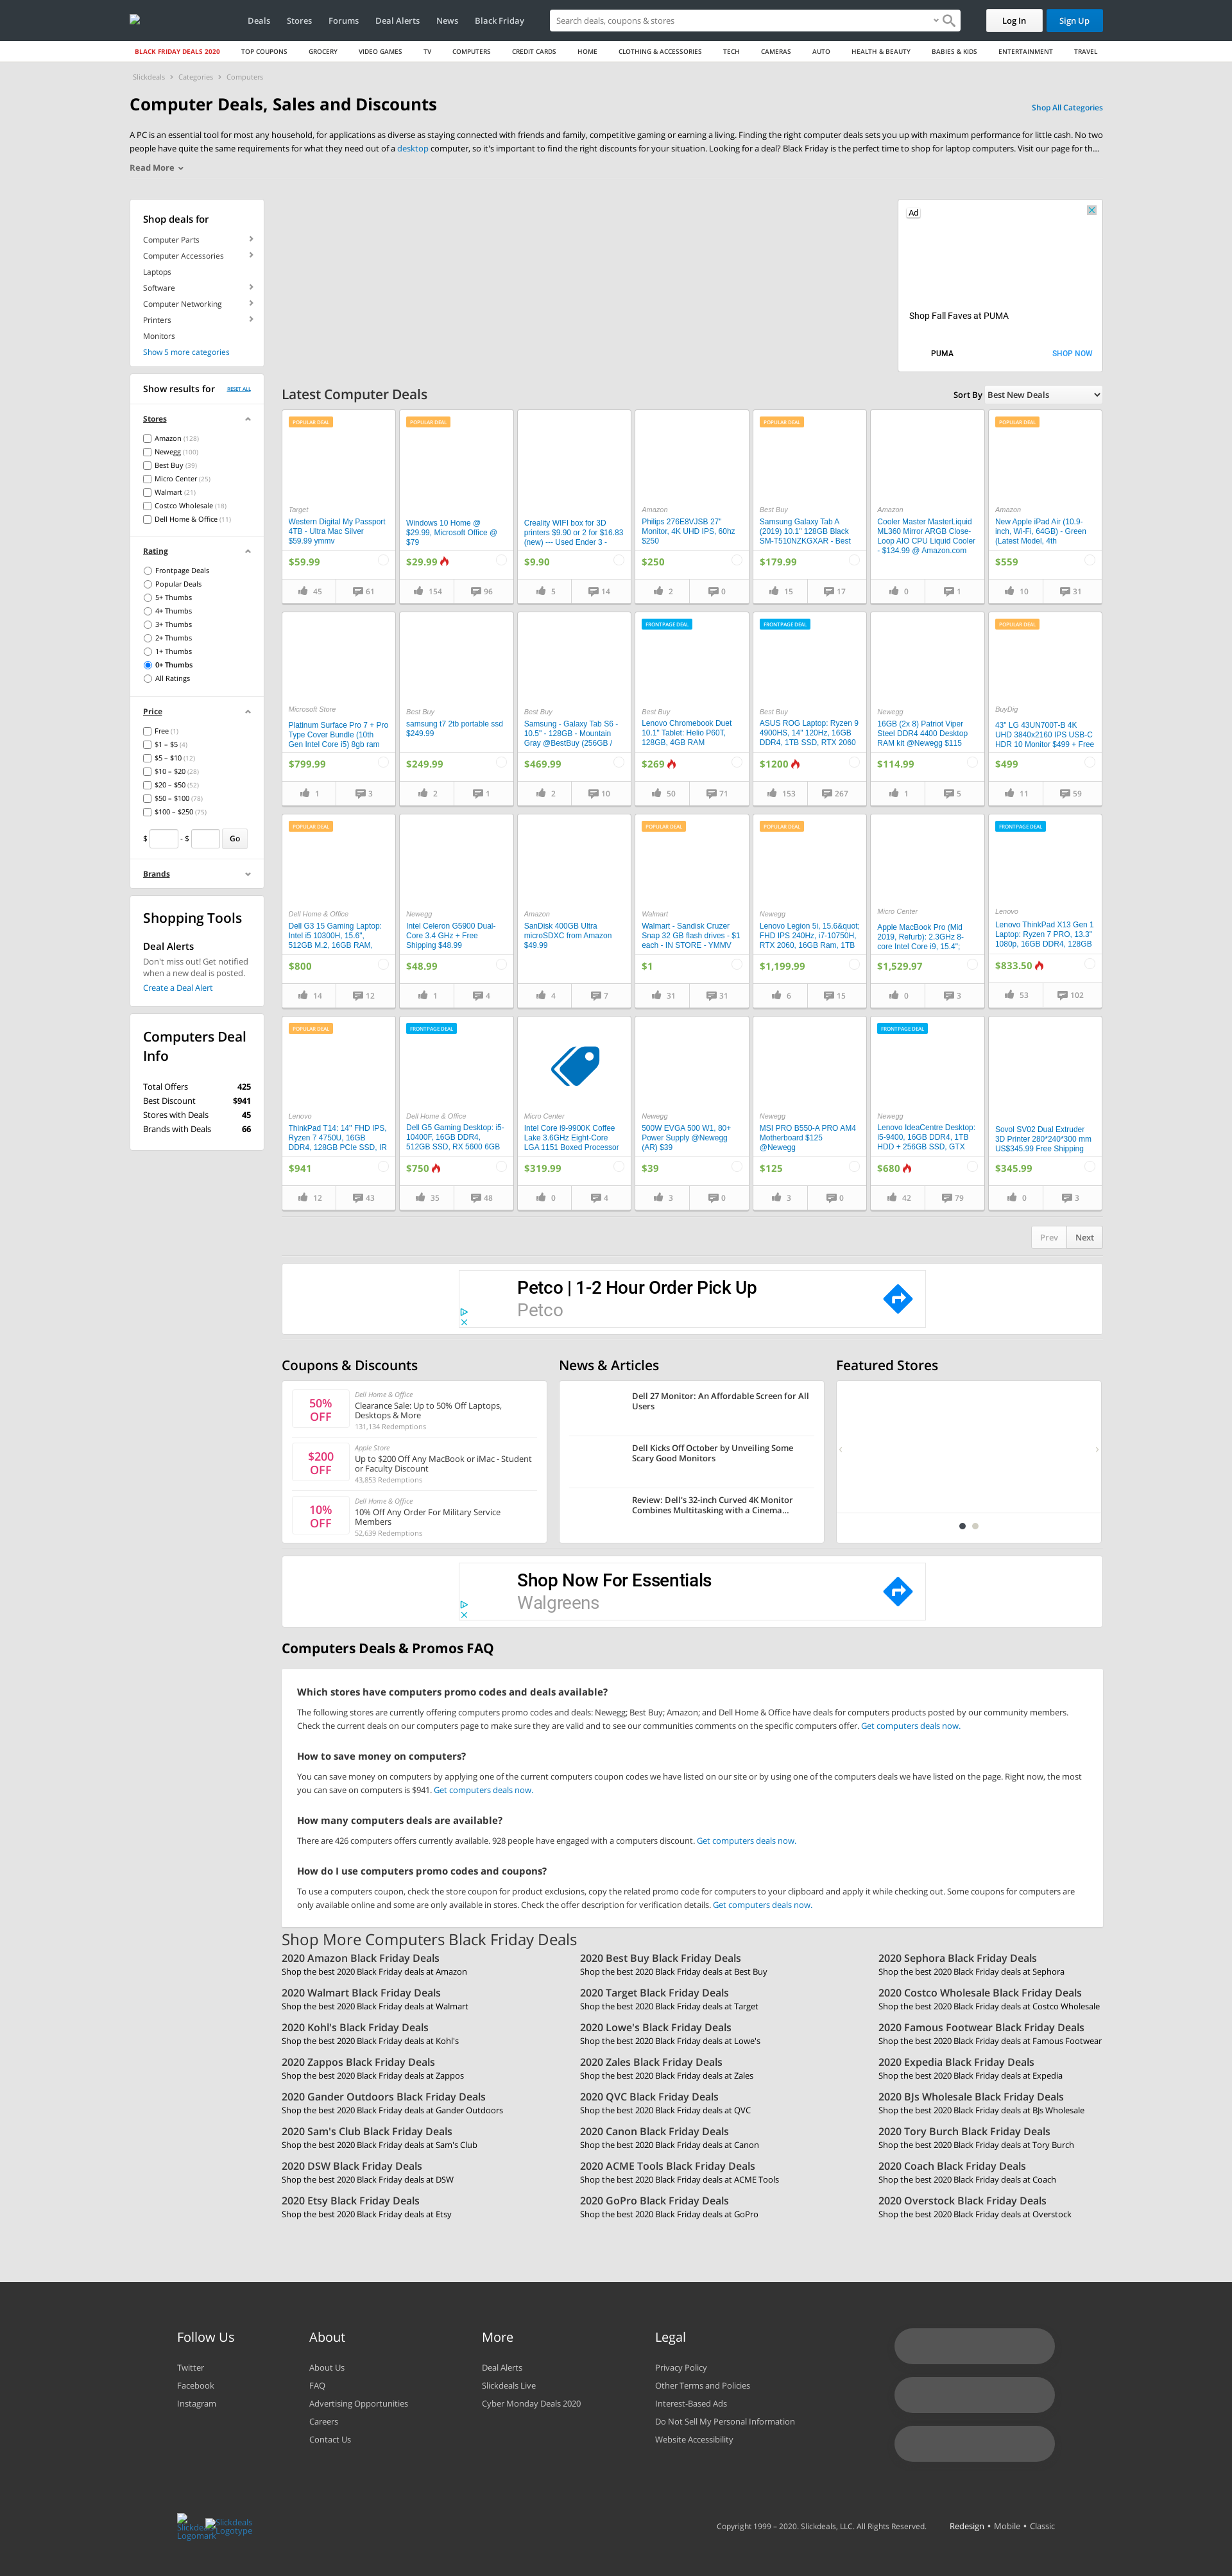 Deals Stores Forums Deal Alerts News Black Friday
Search deals, coupons & stores
Log In
Sign Up
BLACK FRIDAY DEALS 2020 TOP COUPONS GROCERY VIDEO GAMES TV COMPUTERS CREDIT CARDS HOME CLOTHING & ACCESSORIES TECH CAMERAS AUTO HEALTH & BEAUTY BABIES & KIDS ENTERTAINMENT TRAVEL
Slickdeals > Categories > Computers
Computer Deals, Sales and Discounts
Shop All Categories
A PC is an essential tool for most any household, for applications as diverse as staying connected with friends and family, competitive gaming or earning a living. Finding the right computer deals sets you up with maximum performance for little cash. No two
people have quite the same requirements for what they need out of a desktop computer, so it's important to find the right discounts for your situation. Looking for a deal? Black Friday is the perfect time to shop for laptop computers. Visit our page for th...
Read More
Shop deals for
Computer Parts
Computer Accessories
Laptops
Software
Computer Networking
Printers
Monitors
Show 5 more categories
Ad
Shop Fall Faves at PUMA
PUMA
SHOP NOW
Show results for RESET ALL
Stores
Amazon (128)
Newegg (100)
Best Buy (39)
Micro Center (25)
Walmart (21)
Costco Wholesale (18)
Dell Home & Office (11)
Rating
Frontpage Deals
Popular Deals
5+ Thumbs
4+ Thumbs
3+ Thumbs
2+ Thumbs
1+ Thumbs
0+ Thumbs
All Ratings
Price
Free (1)
$1 – $5 (4)
$5 – $10 (12)
$10 – $20 (28)
$20 – $50 (52)
$50 – $100 (78)
$100 – $250 (75)
$ - $ Go
Brands
Shopping Tools
Deal Alerts
Don't miss out! Get notified
when a new deal is posted.
Create a Deal Alert
Computers Deal
Info
Total Offers 425
Best Discount $941
Stores with Deals 45
Brands with Deals 66
Latest Computer Deals
Sort By Best New Deals
POPULAR DEAL
Target
Western Digital My Passport
4TB - Ultra Mac Silver
$59.99 ymmv
$59.99
45 61
POPULAR DEAL
Windows 10 Home @
$29.99, Microsoft Office @
$79
$29.99
154 96
Creality WIFI box for 3D
printers $9.90 or 2 for $16.83
(new) --- Used Ender 3 -
$9.90
5 14
Amazon
Philips 276E8VJSB 27"
Monitor, 4K UHD IPS, 60hz
$250
$250
2 0
POPULAR DEAL
Best Buy
Samsung Galaxy Tab A
(2019) 10.1" 128GB Black
SM-T510NZKGXAR - Best
$179.99
15 17
Amazon
Cooler Master MasterLiquid
ML360 Mirror ARGB Close-
Loop AIO CPU Liquid Cooler
- $134.99 @ Amazon.com
0 1
POPULAR DEAL
Amazon
New Apple iPad Air (10.9-
inch, Wi-Fi, 64GB) - Green
(Latest Model, 4th
$559
10 31
Microsoft Store
Platinum Surface Pro 7 + Pro
Type Cover Bundle (10th
Gen Intel Core i5) 8gb ram
$799.99
1 3
Best Buy
samsung t7 2tb portable ssd
$249.99
$249.99
2 1
Best Buy
Samsung - Galaxy Tab S6 -
10.5" - 128GB - Mountain
Gray @BestBuy (256GB /
$469.99
2 10
FRONTPAGE DEAL
Best Buy
Lenovo Chromebook Duet
10.1" Tablet: Helio P60T,
128GB, 4GB RAM
$269
50 71
FRONTPAGE DEAL
Best Buy
ASUS ROG Laptop: Ryzen 9
4900HS, 14" 120Hz, 16GB
DDR4, 1TB SSD, RTX 2060
$1200
153 267
Newegg
16GB (2x 8) Patriot Viper
Steel DDR4 4400 Desktop
RAM kit @Newegg $115
$114.99
1 5
POPULAR DEAL
BuyDig
43" LG 43UN700T-B 4K
UHD 3840x2160 IPS USB-C
HDR 10 Monitor $499 + Free
$499
11 59
POPULAR DEAL
Dell Home & Office
Dell G3 15 Gaming Laptop:
Intel i5 10300H, 15.6",
512GB M.2, 16GB RAM,
$800
14 12
Newegg
Intel Celeron G5900 Dual-
Core 3.4 GHz + Free
Shipping $48.99
$48.99
1 4
Amazon
SanDisk 400GB Ultra
microSDXC from Amazon
$49.99
$49.99
4 7
POPULAR DEAL
Walmart
Walmart - Sandisk Cruzer
Snap 32 GB flash drives - $1
each - IN STORE - YMMV
$1
31 31
POPULAR DEAL
Newegg
Lenovo Legion 5i, 15.6&quot;
FHD IPS 240Hz, i7-10750H,
RTX 2060, 16GB Ram, 1TB
$1,199.99
6 15
Micro Center
Apple MacBook Pro (Mid
2019, Refurb): 2.3GHz 8-
core Intel Core i9, 15.4";
$1,529.97
0 3
FRONTPAGE DEAL
Lenovo
Lenovo ThinkPad X13 Gen 1
Laptop: Ryzen 7 PRO, 13.3"
1080p, 16GB DDR4, 128GB
$833.50
53 102
POPULAR DEAL
Lenovo
ThinkPad T14: 14" FHD IPS,
Ryzen 7 4750U, 16GB
DDR4, 128GB PCIe SSD, IR
$941
12 43
FRONTPAGE DEAL
Dell Home & Office
Dell G5 Gaming Desktop: i5-
10400F, 16GB DDR4,
512GB SSD, RX 5600 6GB
$750
35 48
Micro Center
Intel Core i9-9900K Coffee
Lake 3.6GHz Eight-Core
LGA 1151 Boxed Processor
$319.99
0 4
Newegg
500W EVGA 500 W1, 80+
Power Supply @Newegg
(AR) $39
$39
3 0
Newegg
MSI PRO B550-A PRO AM4
Motherboard $125
@Newegg
$125
3 0
FRONTPAGE DEAL
Newegg
Lenovo IdeaCentre Desktop:
i5-9400, 16GB DDR4, 1TB
HDD + 256GB SSD, GTX
$680
42 79
Sovol SV02 Dual Extruder
3D Printer 280*240*300 mm
US$345.99 Free Shipping
$345.99
0 3
Prev Next
Petco | 1-2 Hour Order Pick Up
Petco
Coupons & Discounts
50%
OFF
Dell Home & Office
Clearance Sale: Up to 50% Off Laptops,
Desktops & More
131,134 Redemptions
$200
OFF
Apple Store
Up to $200 Off Any MacBook or iMac - Student
or Faculty Discount
43,853 Redemptions
10%
OFF
Dell Home & Office
10% Off Any Order For Military Service
Members
52,639 Redemptions
News & Articles
Dell 27 Monitor: An Affordable Screen for All
Users
Dell Kicks Off October by Unveiling Some
Scary Good Monitors
Review: Dell's 32-inch Curved 4K Monitor
Combines Multitasking with a Cinema...
Featured Stores
Shop Now For Essentials
Walgreens
Computers Deals & Promos FAQ
Which stores have computers promo codes and deals available?
The following stores are currently offering computers promo codes and deals: Newegg; Best Buy; Amazon; and Dell Home & Office have deals for computers products posted by our community members.
Check the current deals on our computers page to make sure they are valid and to see our communities comments on the specific computers offer. Get computers deals now.
How to save money on computers?
You can save money on computers by applying one of the current computers coupon codes we have listed on our site or by using one of the computers deals we have listed on the page. Right now, the most
you can save on computers is $941. Get computers deals now.
How many computers deals are available?
There are 426 computers offers currently available. 928 people have engaged with a computers discount. Get computers deals now.
How do I use computers promo codes and coupons?
To use a computers coupon, check the store coupon for product exclusions, copy the related promo code for computers to your clipboard and apply it while checking out. Some coupons for computers are
only available online and some are only available in stores. Check the offer description for verification details. Get computers deals now.
Shop More Computers Black Friday Deals
2020 Amazon Black Friday Deals
Shop the best 2020 Black Friday deals at Amazon
2020 Best Buy Black Friday Deals
Shop the best 2020 Black Friday deals at Best Buy
2020 Sephora Black Friday Deals
Shop the best 2020 Black Friday deals at Sephora
2020 Walmart Black Friday Deals
Shop the best 2020 Black Friday deals at Walmart
2020 Target Black Friday Deals
Shop the best 2020 Black Friday deals at Target
2020 Costco Wholesale Black Friday Deals
Shop the best 2020 Black Friday deals at Costco Wholesale
2020 Kohl's Black Friday Deals
Shop the best 2020 Black Friday deals at Kohl's
2020 Lowe's Black Friday Deals
Shop the best 2020 Black Friday deals at Lowe's
2020 Famous Footwear Black Friday Deals
Shop the best 2020 Black Friday deals at Famous Footwear
2020 Zappos Black Friday Deals
Shop the best 2020 Black Friday deals at Zappos
2020 Zales Black Friday Deals
Shop the best 2020 Black Friday deals at Zales
2020 Expedia Black Friday Deals
Shop the best 2020 Black Friday deals at Expedia
2020 Gander Outdoors Black Friday Deals
Shop the best 2020 Black Friday deals at Gander Outdoors
2020 QVC Black Friday Deals
Shop the best 2020 Black Friday deals at QVC
2020 BJs Wholesale Black Friday Deals
Shop the best 2020 Black Friday deals at BJs Wholesale
2020 Sam's Club Black Friday Deals
Shop the best 2020 Black Friday deals at Sam's Club
2020 Canon Black Friday Deals
Shop the best 2020 Black Friday deals at Canon
2020 Tory Burch Black Friday Deals
Shop the best 2020 Black Friday deals at Tory Burch
2020 DSW Black Friday Deals
Shop the best 2020 Black Friday deals at DSW
2020 ACME Tools Black Friday Deals
Shop the best 2020 Black Friday deals at ACME Tools
2020 Coach Black Friday Deals
Shop the best 2020 Black Friday deals at Coach
2020 Etsy Black Friday Deals
Shop the best 2020 Black Friday deals at Etsy
2020 GoPro Black Friday Deals
Shop the best 2020 Black Friday deals at GoPro
2020 Overstock Black Friday Deals
Shop the best 2020 Black Friday deals at Overstock
Follow Us
Twitter
Facebook
Instagram
About
About Us
FAQ
Advertising Opportunities
Careers
Contact Us
More
Deal Alerts
Slickdeals Live
Cyber Monday Deals 2020
Legal
Privacy Policy
Other Terms and Policies
Interest-Based Ads
Do Not Sell My Personal Information
Website Accessibility
Slickdeals
Logomark
Slickdeals
Logotype
Copyright 1999 – 2020. Slickdeals, LLC. All Rights Reserved.
Redesign • Mobile • Classic